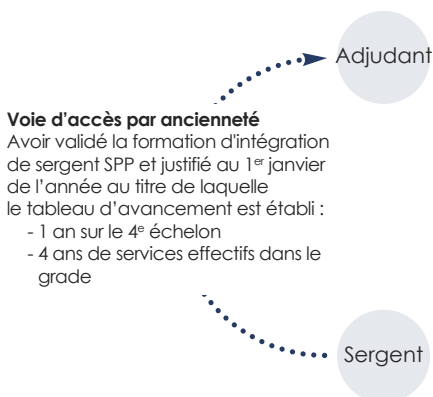 Adjudant
Voie d'accès par ancienneté
Avoir validé la formation d'intégration
de sergent SPP et justifié au 1er janvier
de l'année au titre de laquelle
le tableau d'avancement est établi :
- 1 an sur le 4e échelon
- 4 ans de services effectifs dans le
grade
Sergent